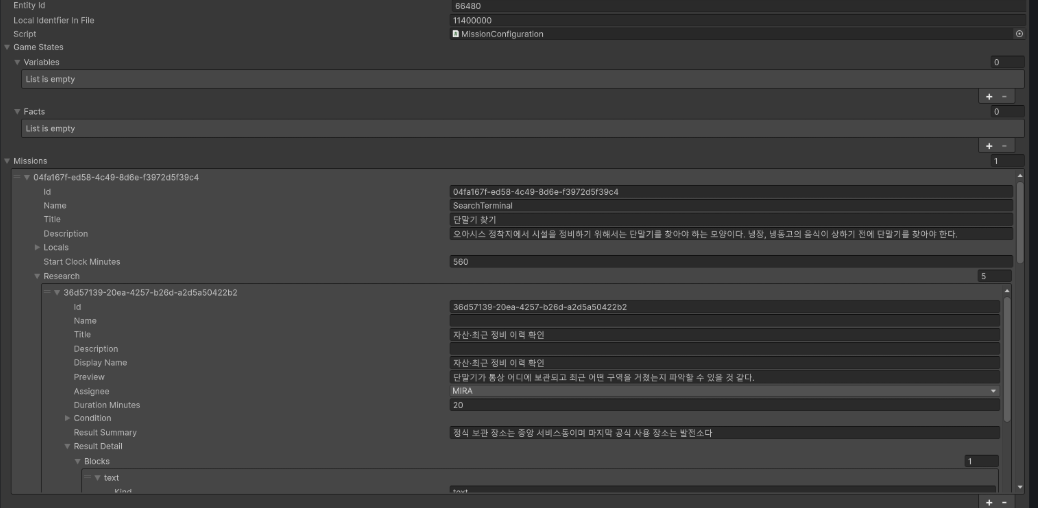 Entity Id 66480
Local Identfier In File 11400000
Script MissionConfiguration
Game States
Variables 0
List is empty
+ -
Facts 0
List is empty
+ -
Missions 1
04fa167f-ed58-4c49-8d6e-f3972d5f39c4
Id 04fa167f-ed58-4c49-8d6e-f3972d5f39c4
Name SearchTerminal
Title 단말기 찾기
Description 오아시스 정착지에서 시설을 정비하기 위해서는 단말기를 찾아야 하는 모양이다. 냉장, 냉동고의 음식이 상하기 전에 단말기를 찾아야 한다.
Locals
Start Clock Minutes 560
Research 5
36d57139-20ea-4257-b26d-a2d5a50422b2
Id 36d57139-20ea-4257-b26d-a2d5a50422b2
Name
Title 자산·최근 정비 이력 확인
Description
Display Name 자산·최근 정비 이력 확인
Preview 단말기가 통상 어디에 보관되고 최근 어떤 구역을 거쳤는지 파악할 수 있을 것 같다.
Assignee MIRA
Duration Minutes 20
Condition
Result Summary 정식 보관 장소는 중앙 서비스동이며 마지막 공식 사용 장소는 발전소다
Result Detail
Blocks 1
text
Kind text
+ -